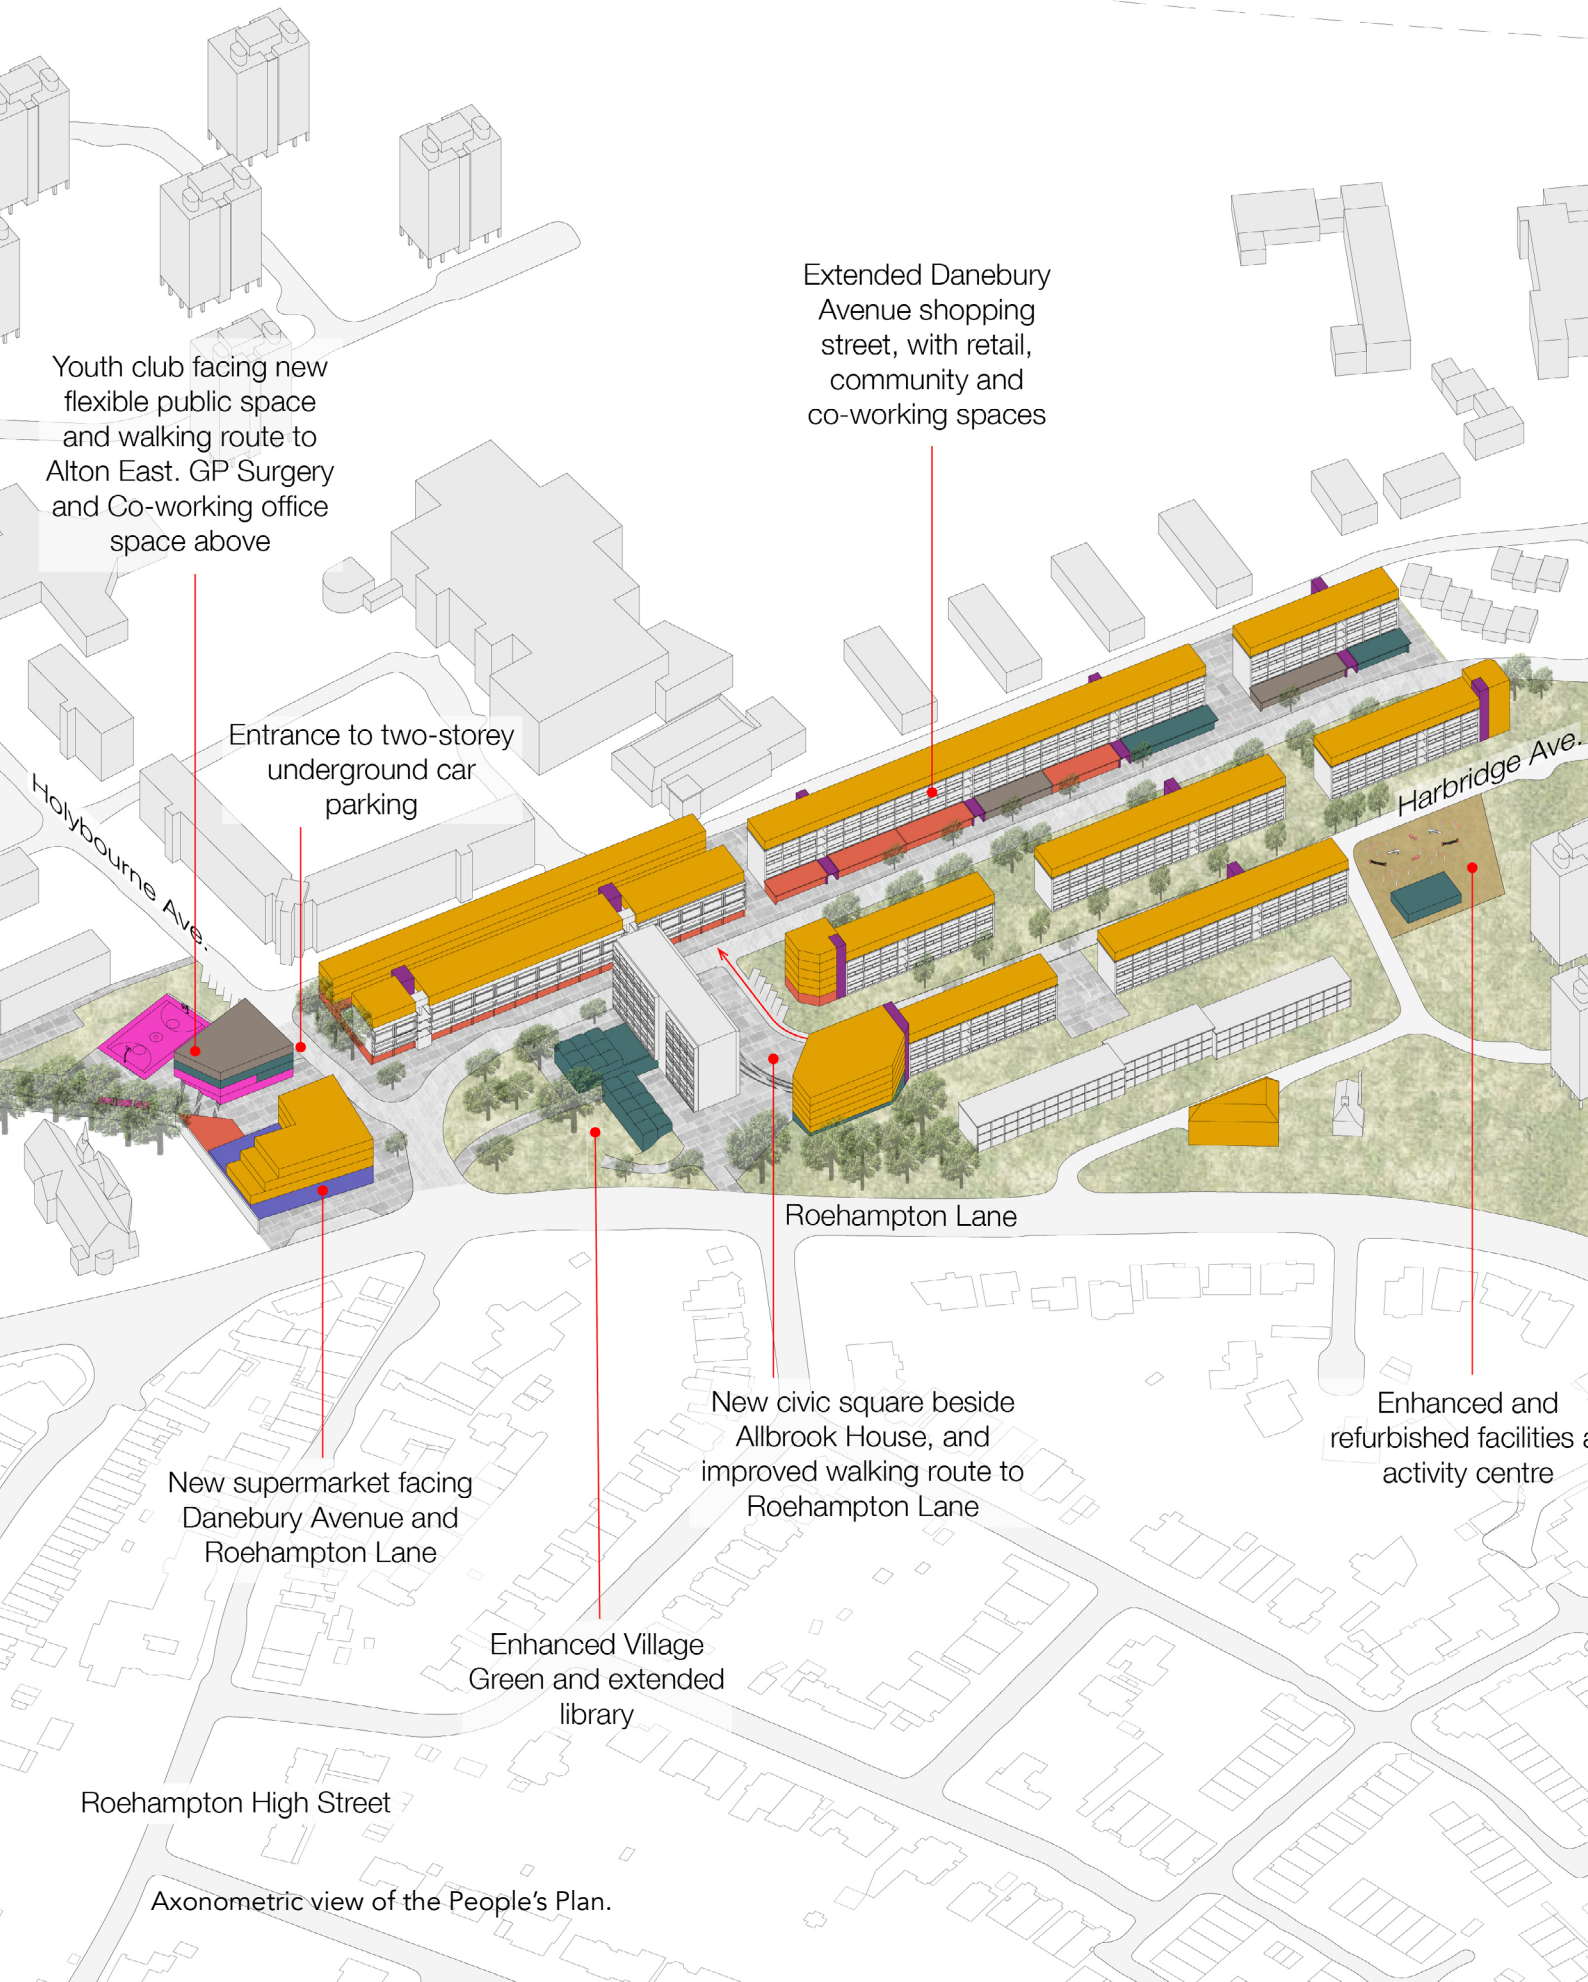 Extended Danebury
Avenue shopping
street, with retail,
community and
co-working spaces
Youth club facing new
flexible public space
and walking route to
Alton East. GP Surgery
and Co-working office
space above
Entrance to two-storey
underground car
parking
Holybourne Ave.
Harbridge Ave.
Roehampton Lane
New civic square beside
Allbrook House, and
improved walking route to
Roehampton Lane
Enhanced and
refurbished facilities a
activity centre
New supermarket facing
Danebury Avenue and
Roehampton Lane
Enhanced Village
Green and extended
library
Roehampton High Street
Axonometric view of the People’s Plan.